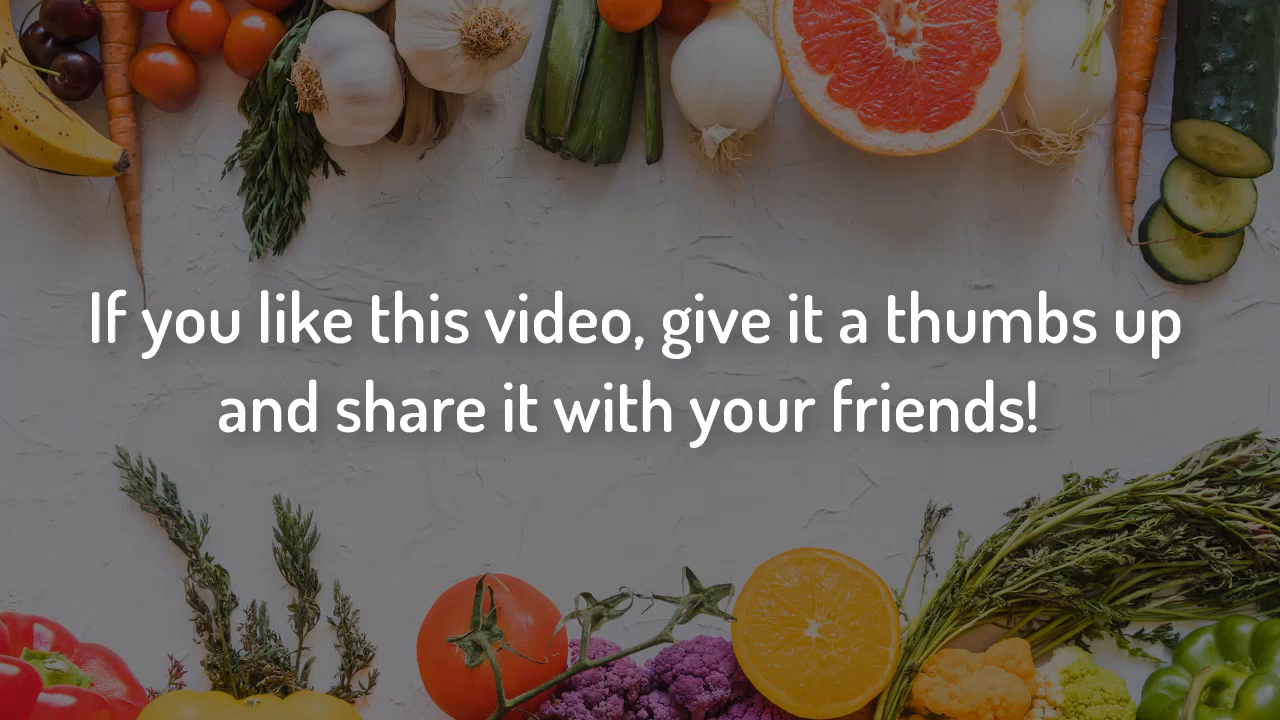 If you like this video, give it a thumbs up
and share it with your friends!